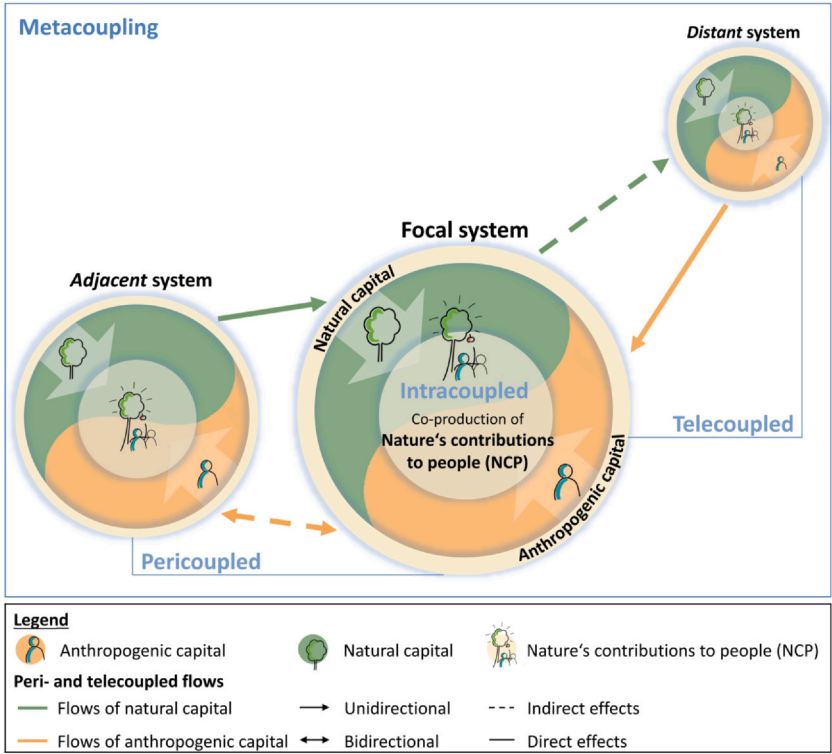 Metacoupling
Distant system
Focal system
Adjacent system
Natural capital
Intracoupled
Co-production of
Nature‘s contributions
to people (NCP)
Anthropogenic capital
Telecoupled
Pericoupled
Legend
Anthropogenic capital
Natural capital
Nature‘s contributions to people (NCP)
Peri- and telecoupled flows
Flows of natural capital
Unidirectional
Indirect effects
Flows of anthropogenic capital
Bidirectional
Direct effects